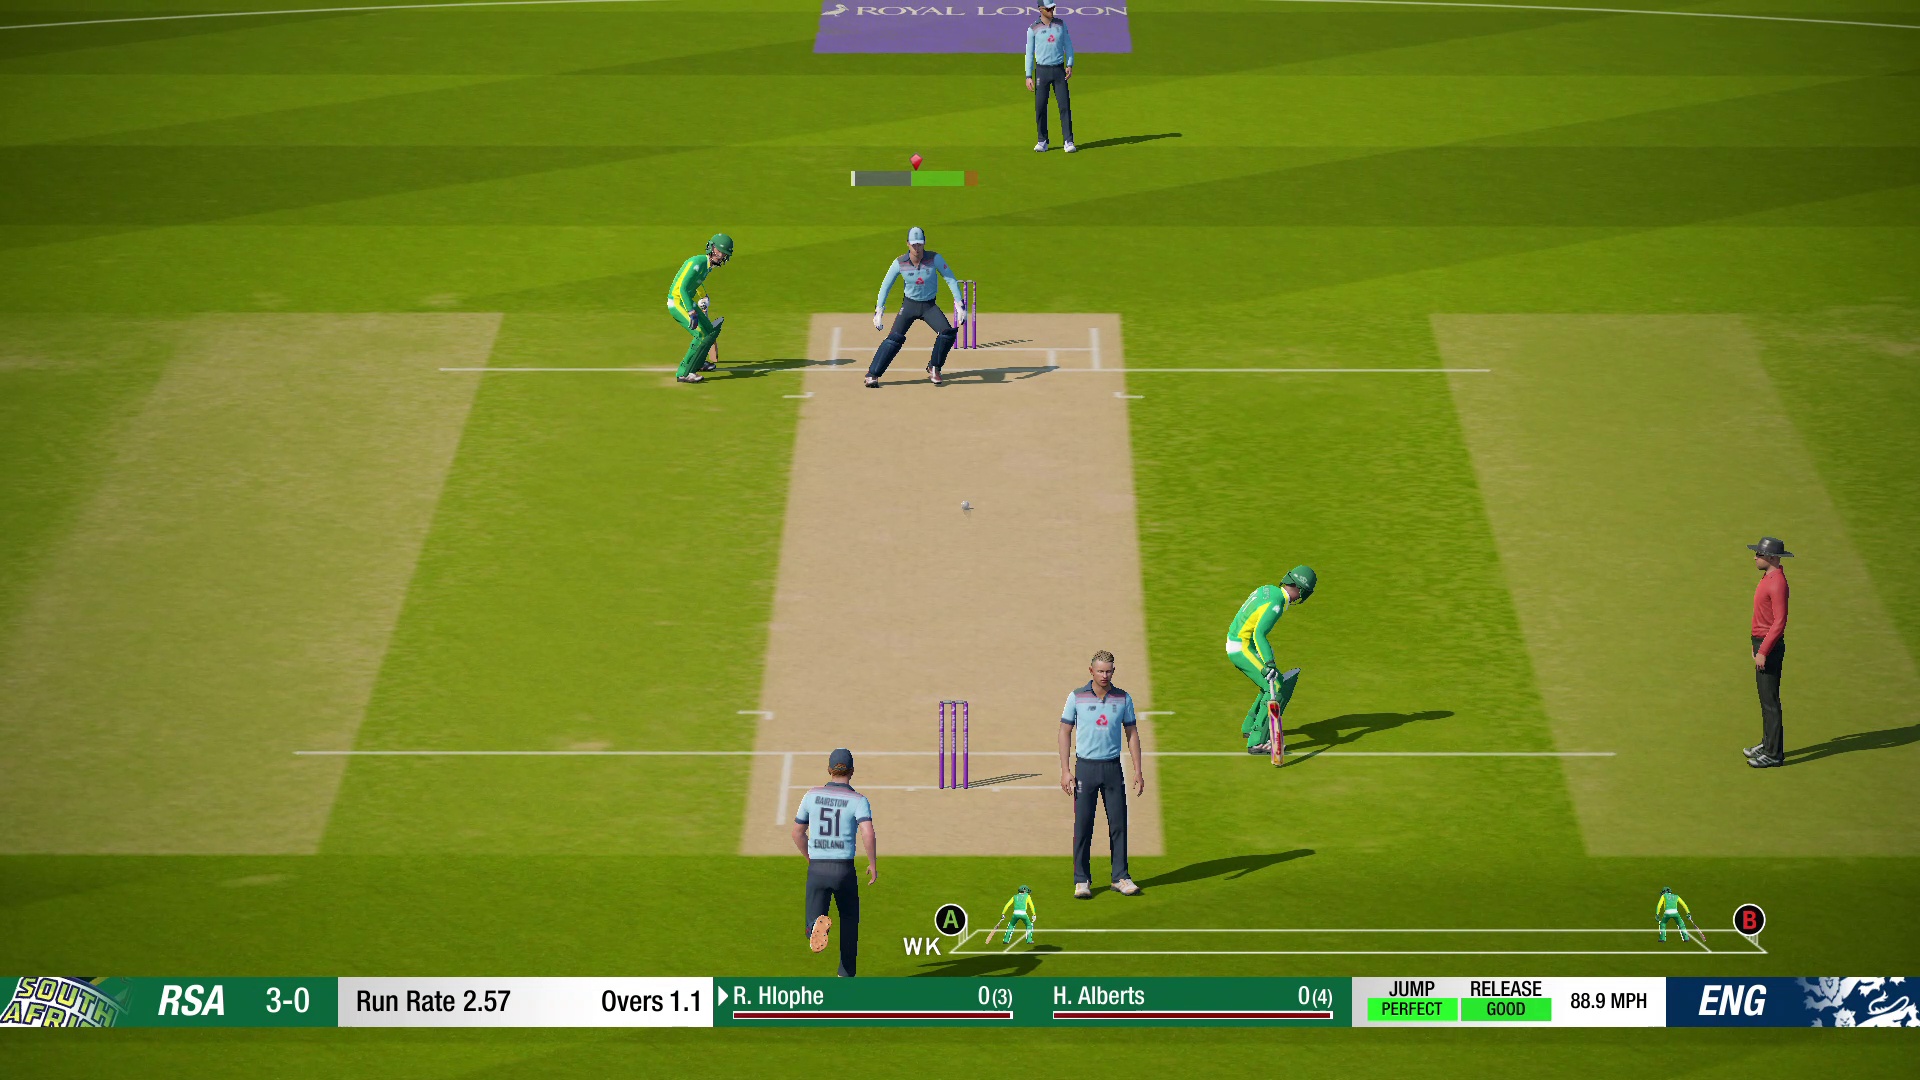 ROYAL LONDON
BAIRSTOW
51
ENGLAND
A
B
WK
SOUTH
AFRI
RSA 3-0
Run Rate 2.57 Overs 1.1
R. Hlophe 0(3)
H. Alberts 0(4)
JUMP RELEASE
PERFECT GOOD
88.9 MPH
ENG